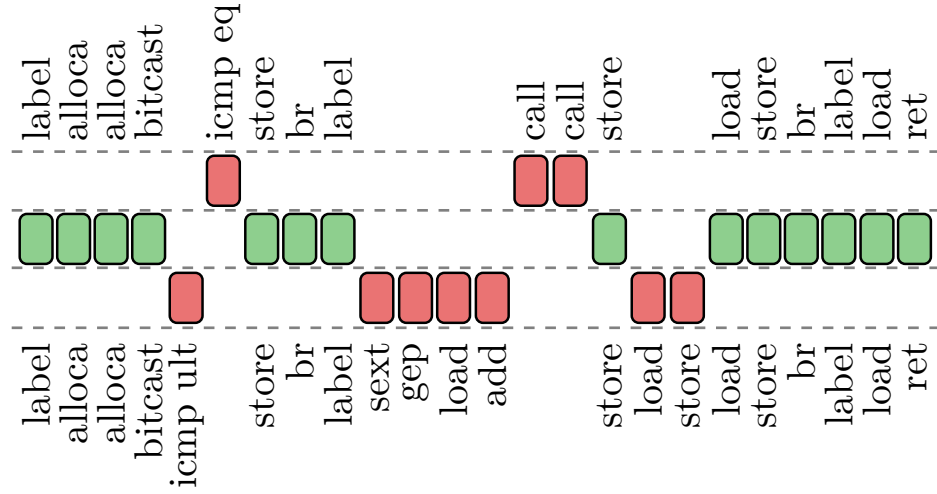 label
alloca
alloca
bitcast
icmp eq
store
br
label
call
call
store
load
store
br
label
load
ret
label
alloca
alloca
bitcast
icmp ult
store
br
label
sext
gep
load
add
store
load
store
load
store
br
label
load
ret